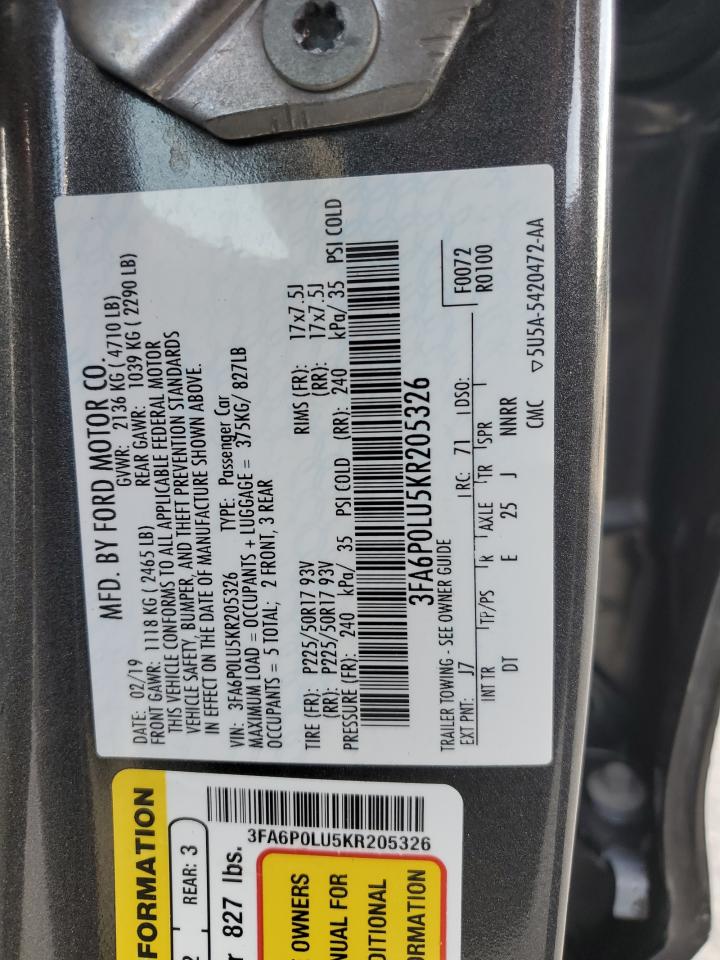 MFD. BY FORD MOTOR CO.
DATE: 02/19 GVWR: 2136 KG ( 4710 LB)
FRONT GAWR: 1118 KG ( 2465 LB) REAR GAWR: 1039 KG ( 2290 LB)
THIS VEHICLE CONFORMS TO ALL APPLICABLE FEDERAL MOTOR
VEHICLE SAFETY, BUMPER, AND THEFT PREVENTION STANDARDS
IN EFFECT ON THE DATE OF MANUFACTURE SHOWN ABOVE.
VIN: 3FA6P0LU5KR205326 TYPE: Passenger Car
MAXIMUM LOAD = OCCUPANTS + LUGGAGE = 375KG/ 827LB
OCCUPANTS = 5 TOTAL; 2 FRONT, 3 REAR
TIRE (FR): P225/50R17 93V RIMS (FR): 17x7.5J
(RR): P225/50R17 93V (RR): 17x7.5J
PRESSURE (FR): 240 kPa/ 35 PSI COLD (RR): 240 kPa/ 35 PSI COLD
3FA6P0LU5KR205326
TRAILER TOWING - SEE OWNER GUIDE
F0072
EXT PNT: J7 RC: 71 DSO: R0100
INT TR TP/PS R AXLE TR SPR
DT E 25 J NNRR
CMC ▽5U5A-5420472-AA
FORMATION
REAR: 3
827 lbs.
3FA6P0LU5KR205326
OWNERS
NUAL FOR
DITIONAL
ORMATION